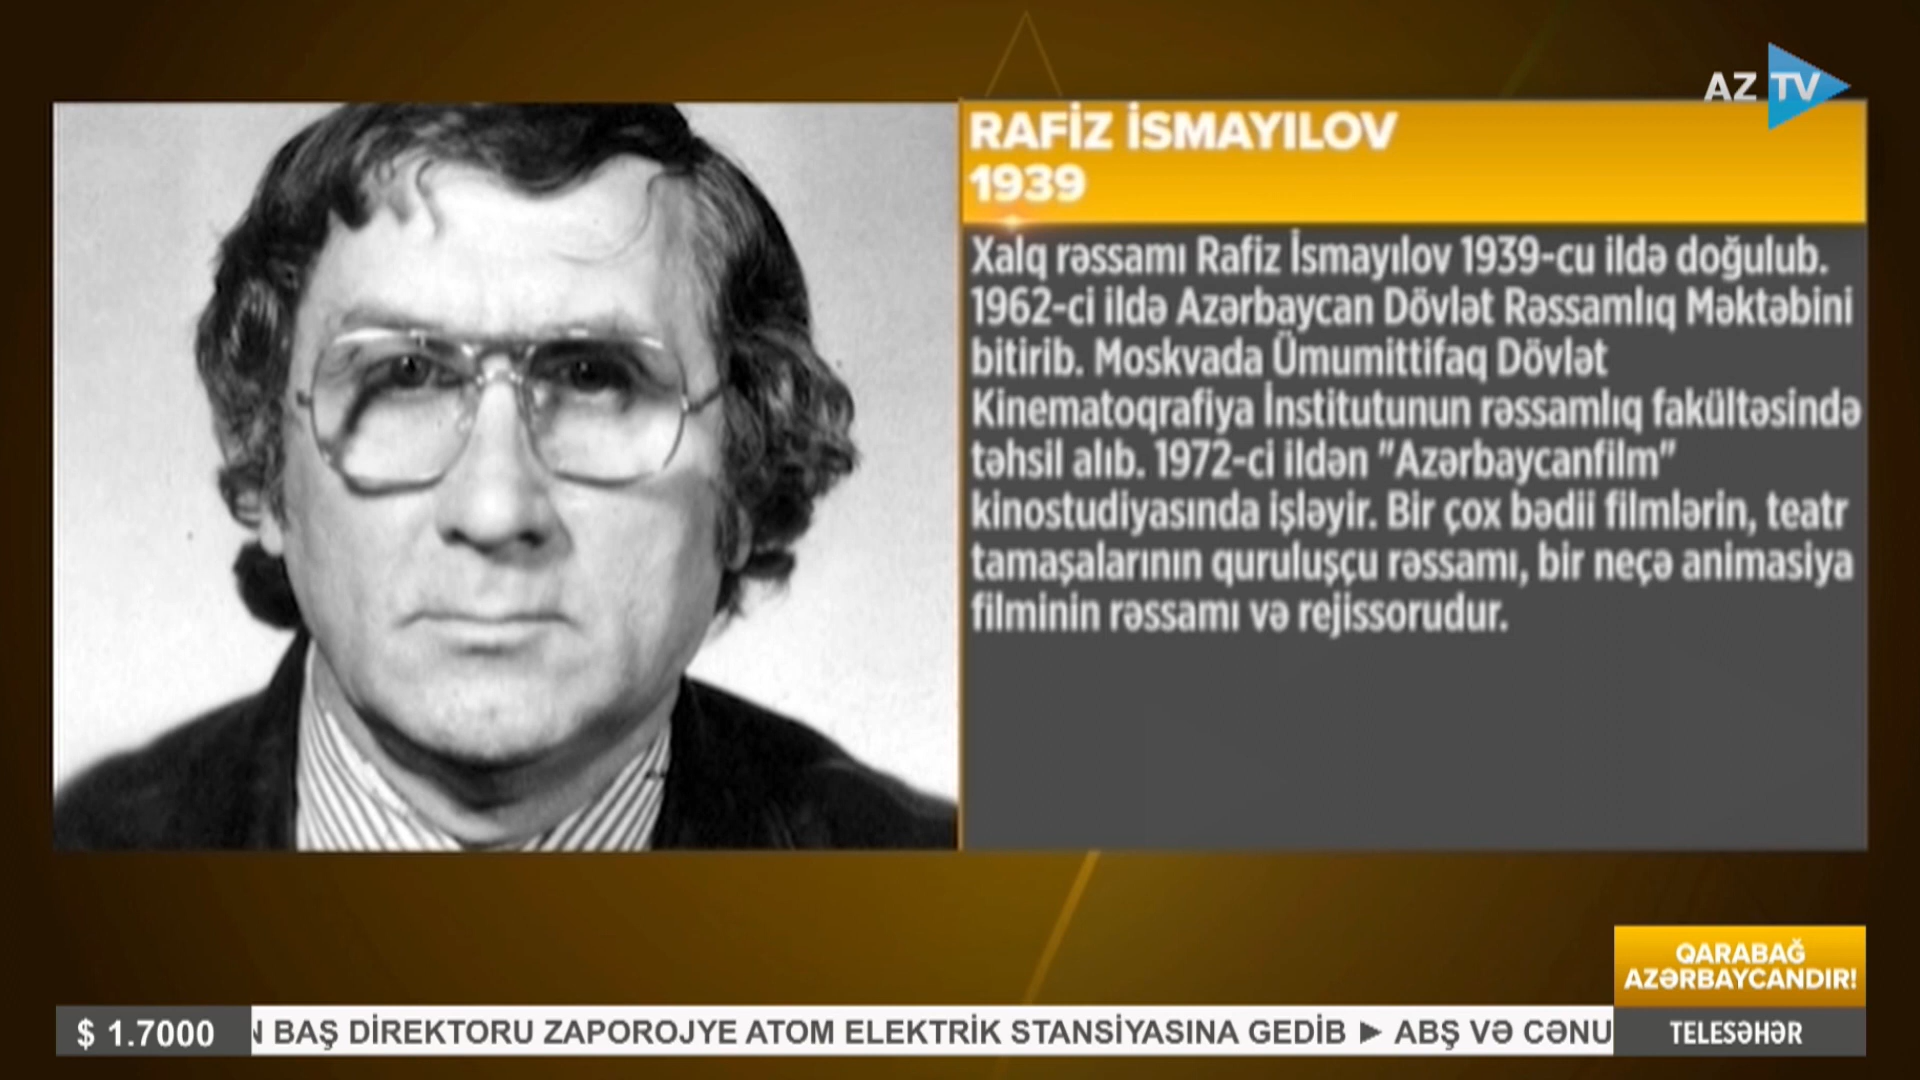 AZ TV
RAFİZ İSMAYILOV
1939
Xalq rəssamı Rafiz İsmayılov 1939-cu ildə doğulub.
1962-ci ildə Azərbaycan Dövlət Rəssamlıq Məktəbini
bitirib. Moskvada Ümumittifaq Dövlət
Kinematoqrafiya İnstitutunun rəssamlıq fakültəsində
təhsil alıb. 1972-ci ildən "Azərbaycanfilm"
kinostudiyasında işləyir. Bir çox bədii filmlərin, teatr
tamaşalarının quruluşçu rəssamı, bir neçə animasiya
filminin rəssamı və rejissorudur.
QARABAĞ
AZƏRBAYCANDIR!
$ 1.7000 N BAŞ DİREKTORU ZAPOROJYE ATOM ELEKTRİK STANSİYASINA GEDİB ► ABŞ VƏ CƏNU
TELESƏHƏR